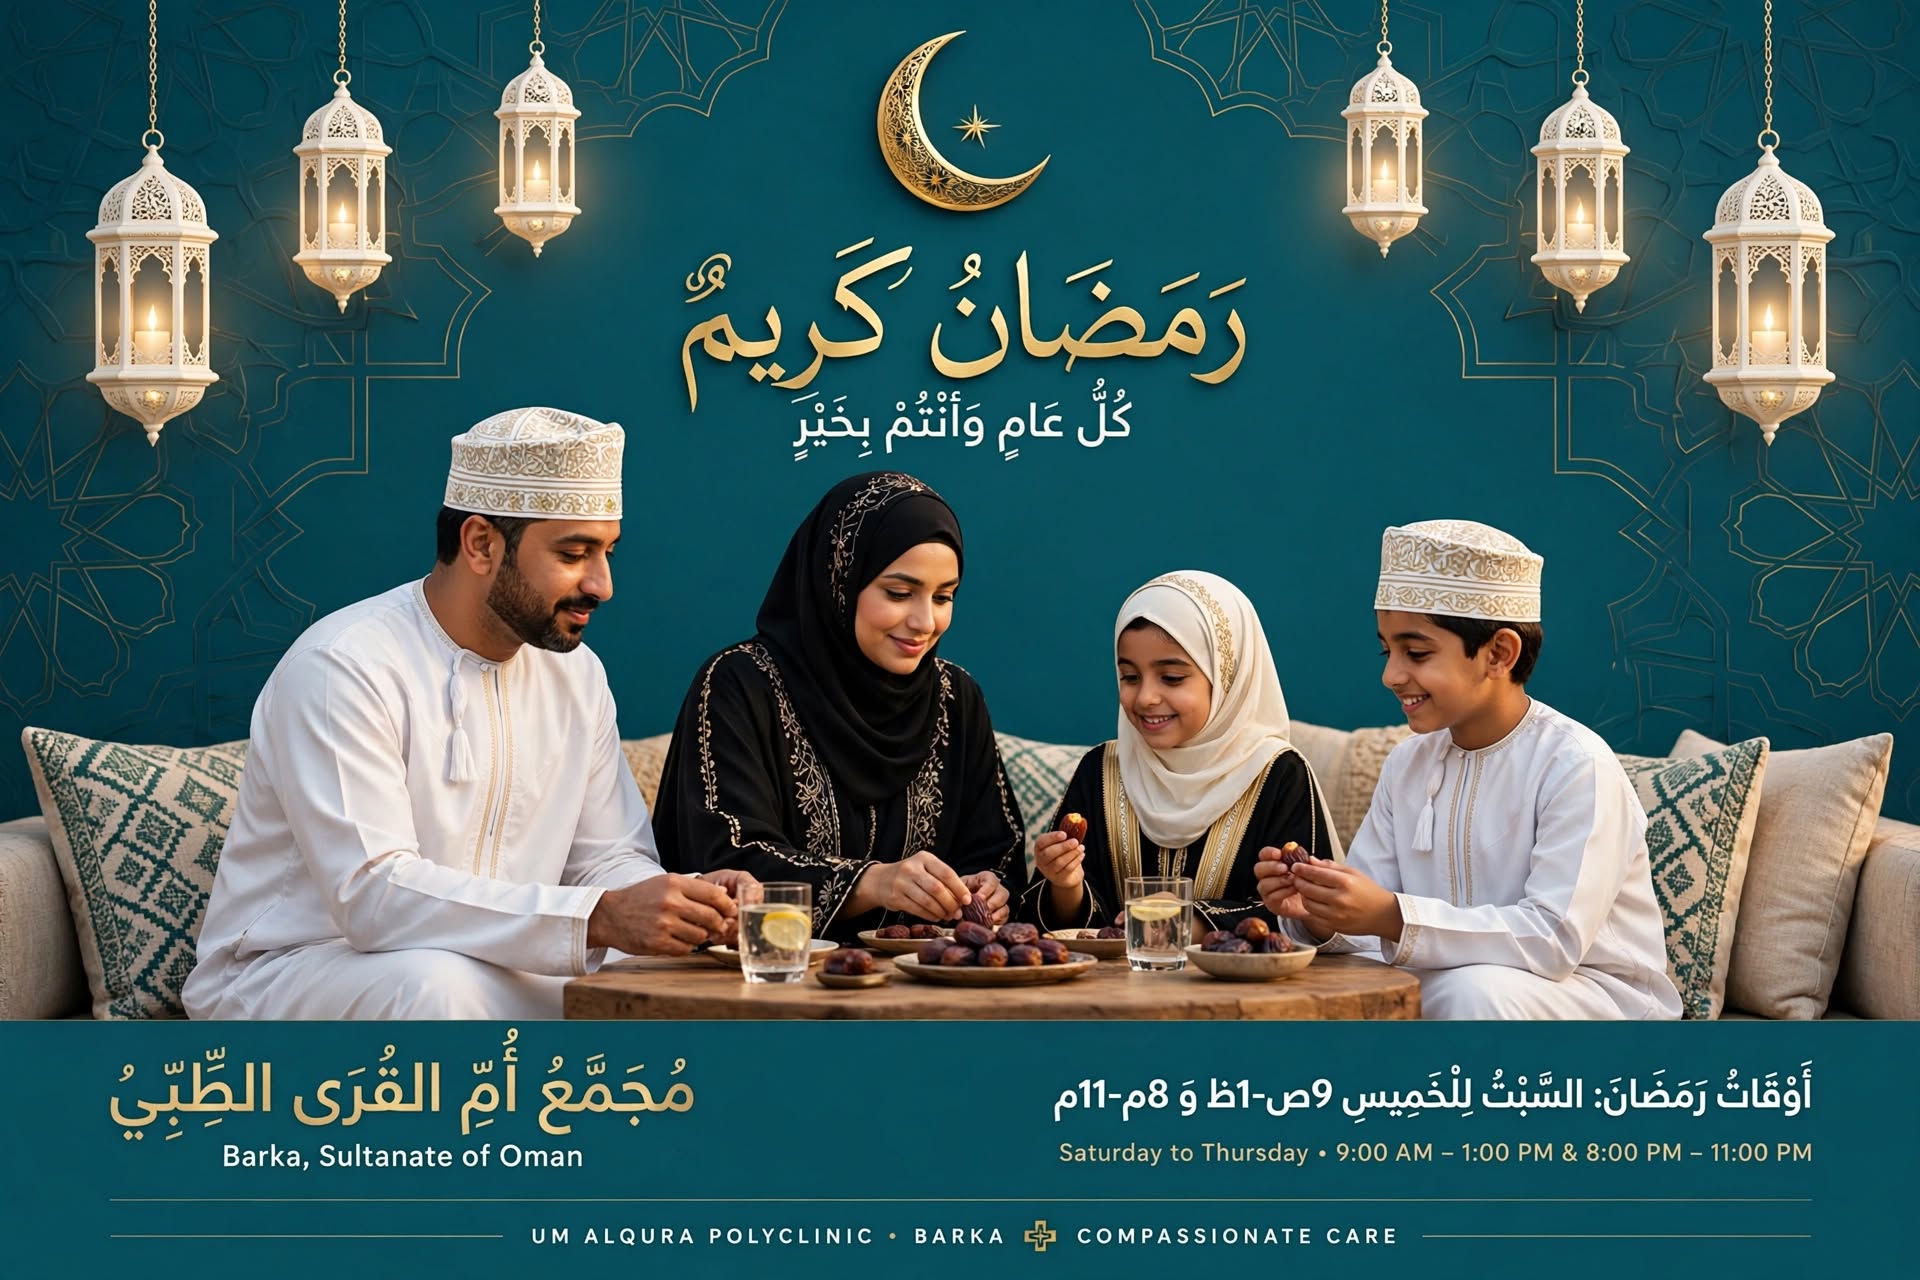 رَمَضَانُ كَرِيمٌ
كُلُّ عَامٍ وَأَنْتُمْ بِخَيْرٍَ
مُجَمَّعُ أُمِّ القُرَى الطِّبِّيُ
Barka, Sultanate of Oman
أَوْقَاتُ رَمَضَانَ: السَّبْتُ لِلْخَمِيسِ 9ص-1ظ وَ 8م-11م
Saturday to Thursday • 9:00 AM – 1:00 PM & 8:00 PM – 11:00 PM
UM ALQURA POLYCLINIC • BARKA COMPASSIONATE CARE